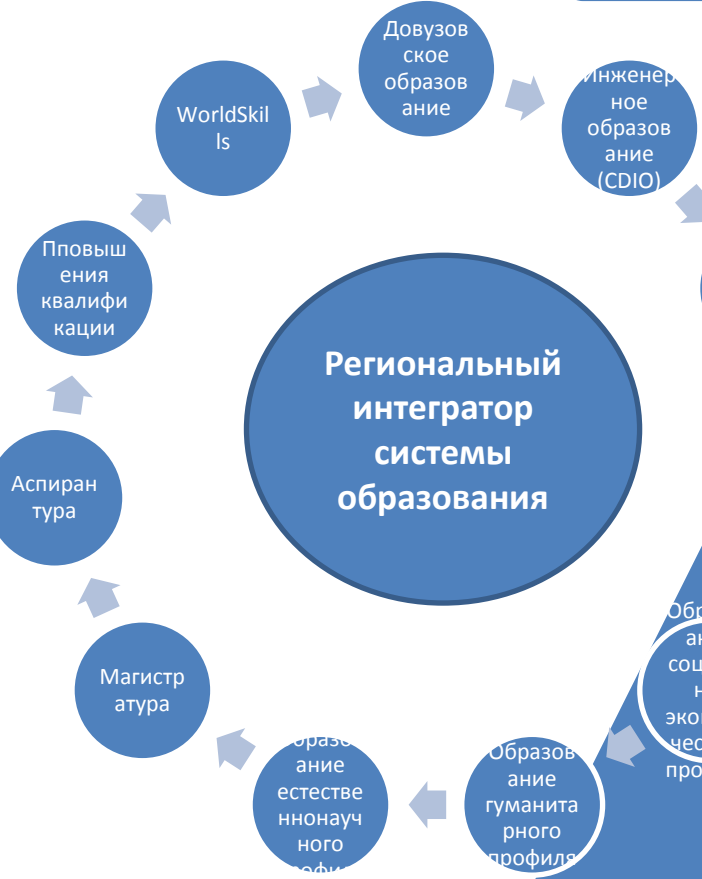 Довузов
ское
образов
ание
Инженер
ное
образов
ание
(CDIO)
WorldSkil
ls
Пповыш
ения
квалифи
кации
Региональный
интегратор
системы
образования
Аспиран
тура
Магистр
атура
ание
естестве
ннонауч
ного
Образов
ание
гуманита
рного
профиля